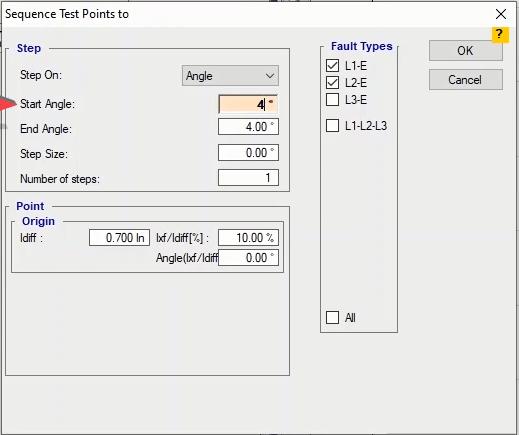 Sequence Test Points to
?
Step
Step On: Angle
Start Angle: 4 °
End Angle: 4.00 °
Step Size: 0.00 °
Number of steps: 1
Point
Origin
Idiff : 0.700 In Ixf/Idiff[%] : 10.00 %
Angle(Ixf/Idiff 0.00 °
Fault Types
L1-E
L2-E
L3-E
L1-L2-L3
All
OK
Cancel